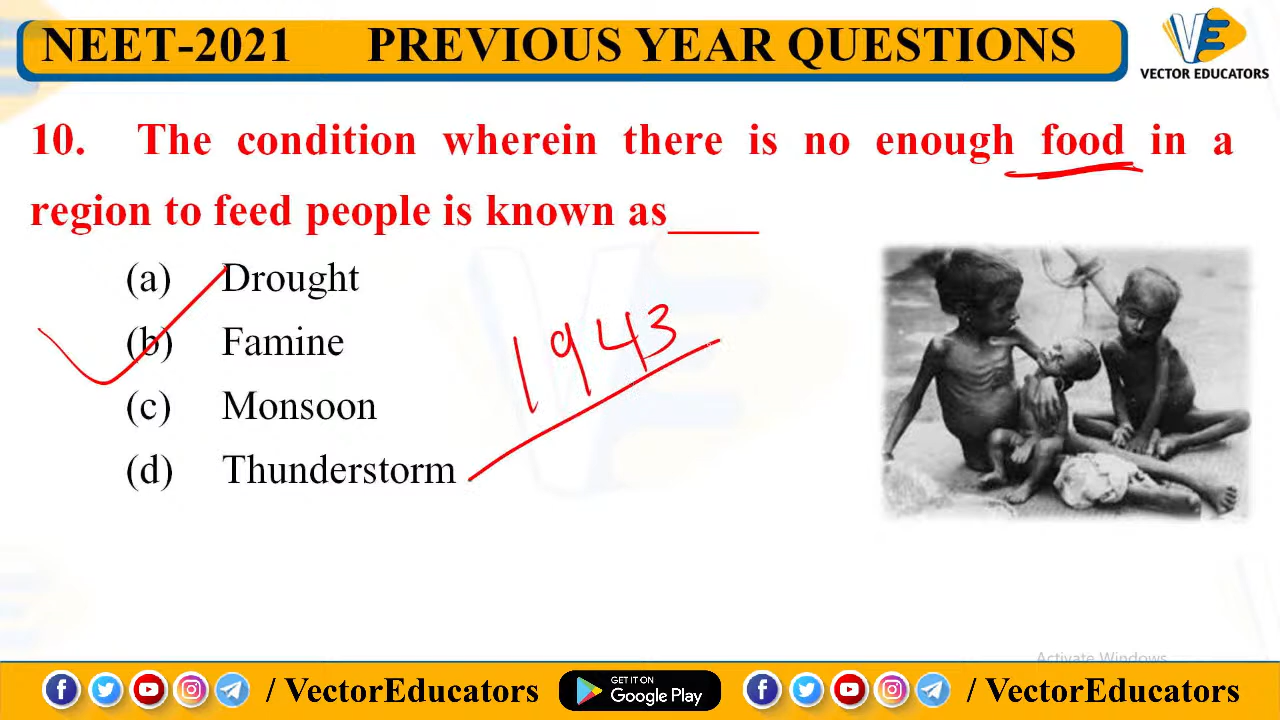 NEET-2021 PREVIOUS YEAR QUESTIONS
VECTOR EDUCATORS
10. The condition wherein there is no enough food in a
region to feed people is known as____
(a) Drought
(b) Famine
(c) Monsoon
(d) Thunderstorm
1943
Activate Windows
/ VectorEducators GET IT ON Google Play / VectorEducators